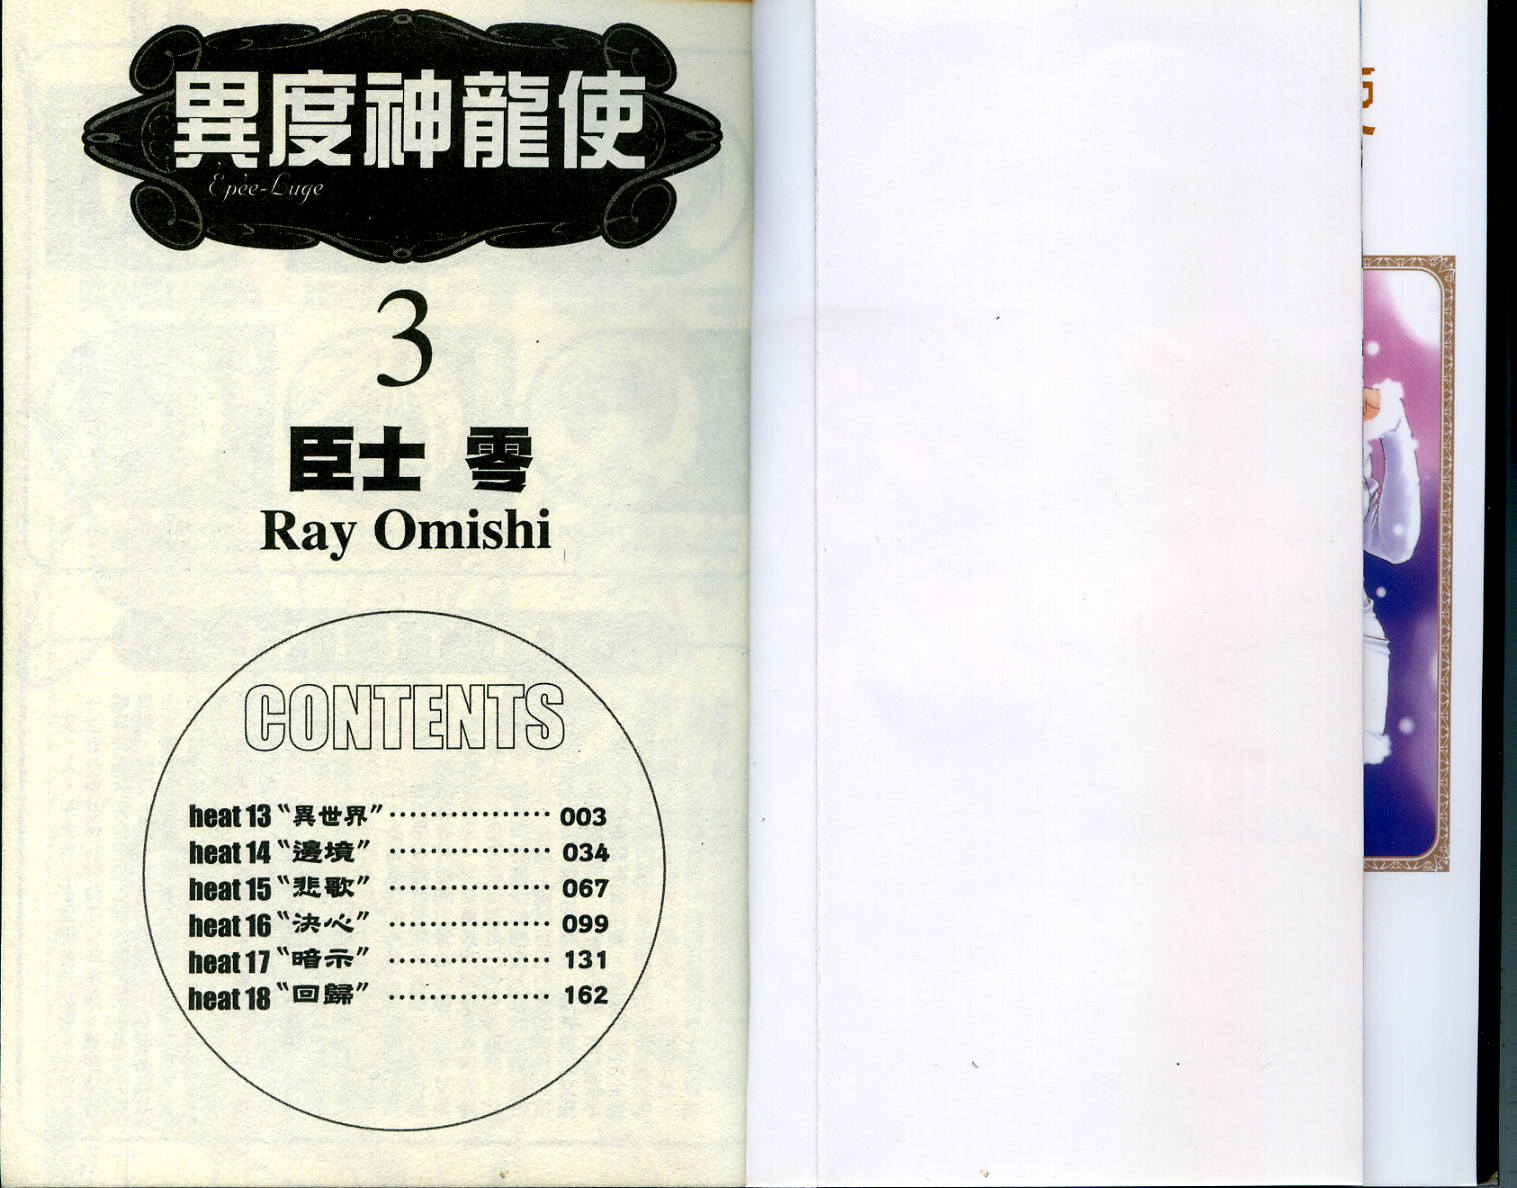 異度神龍使
Épée-Luge
3
臣士 零
Ray Omishi
CONTENTS
heat 13 〝異世界〞 ················ 003
heat 14 〝邊境〞 ················ 034
heat 15 〝悲歌〞 ················ 067
heat 16 〝決心〞 ················ 099
heat 17 〝暗示〞 ················ 131
heat 18 〝回歸〞 ················ 162